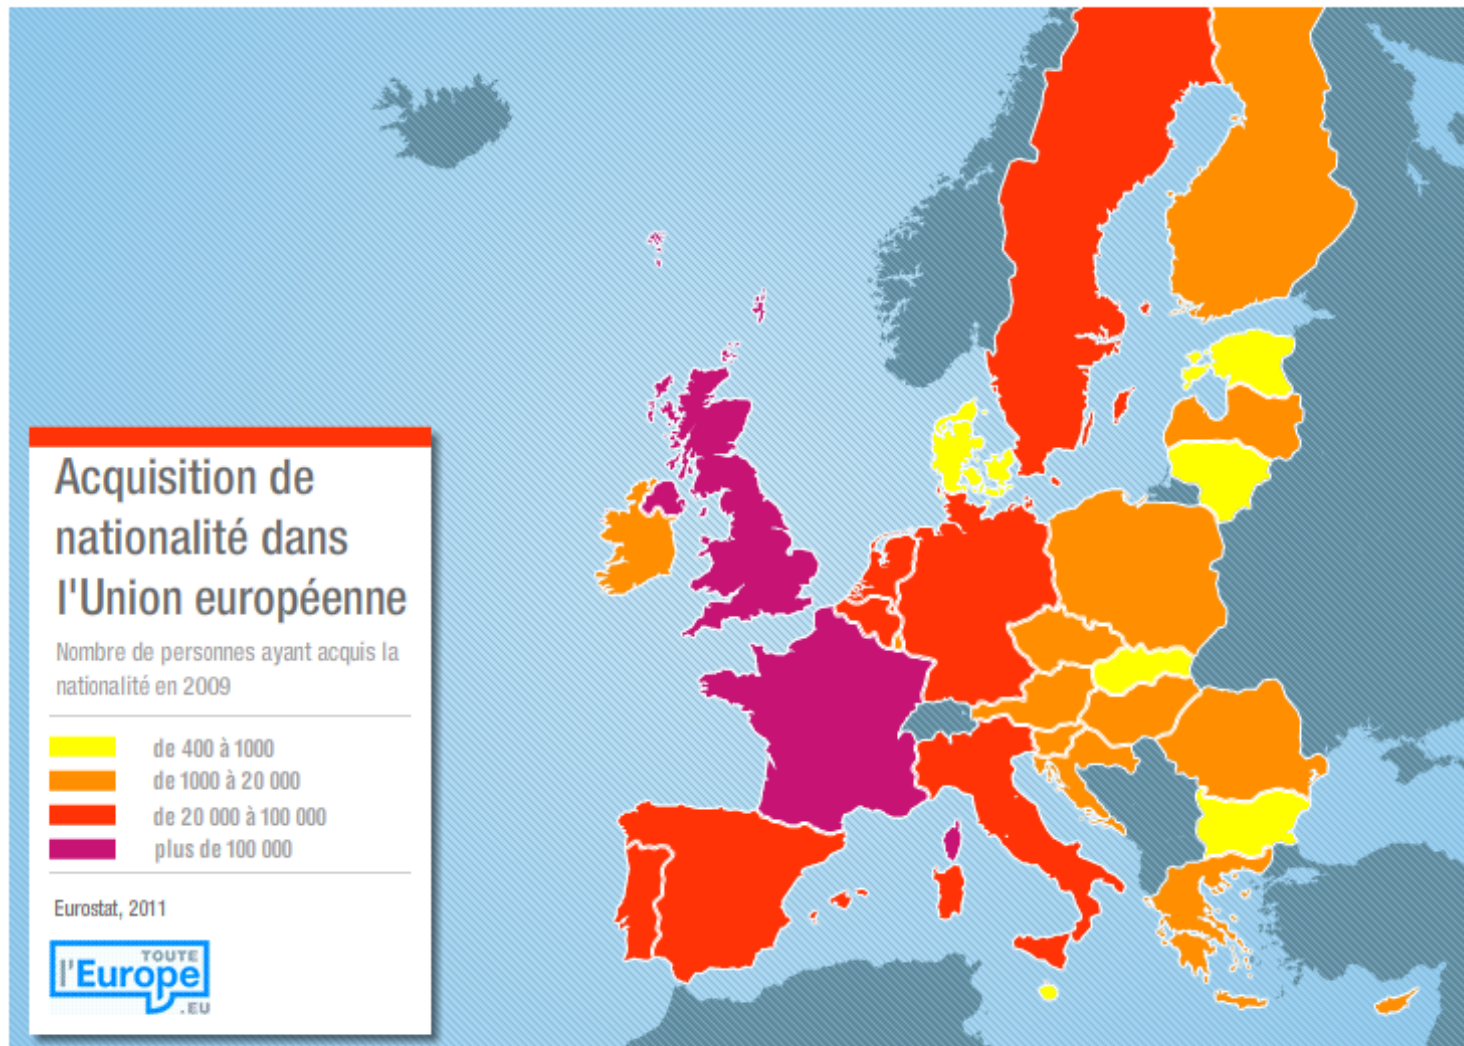 Acquisition de
nationalité dans
l'Union européenne
Nombre de personnes ayant acquis la
nationalité en 2009
de 400 à 1000
de 1000 à 20 000
de 20 000 à 100 000
plus de 100 000
Eurostat, 2011
TOUTE
l'Europe
.EU